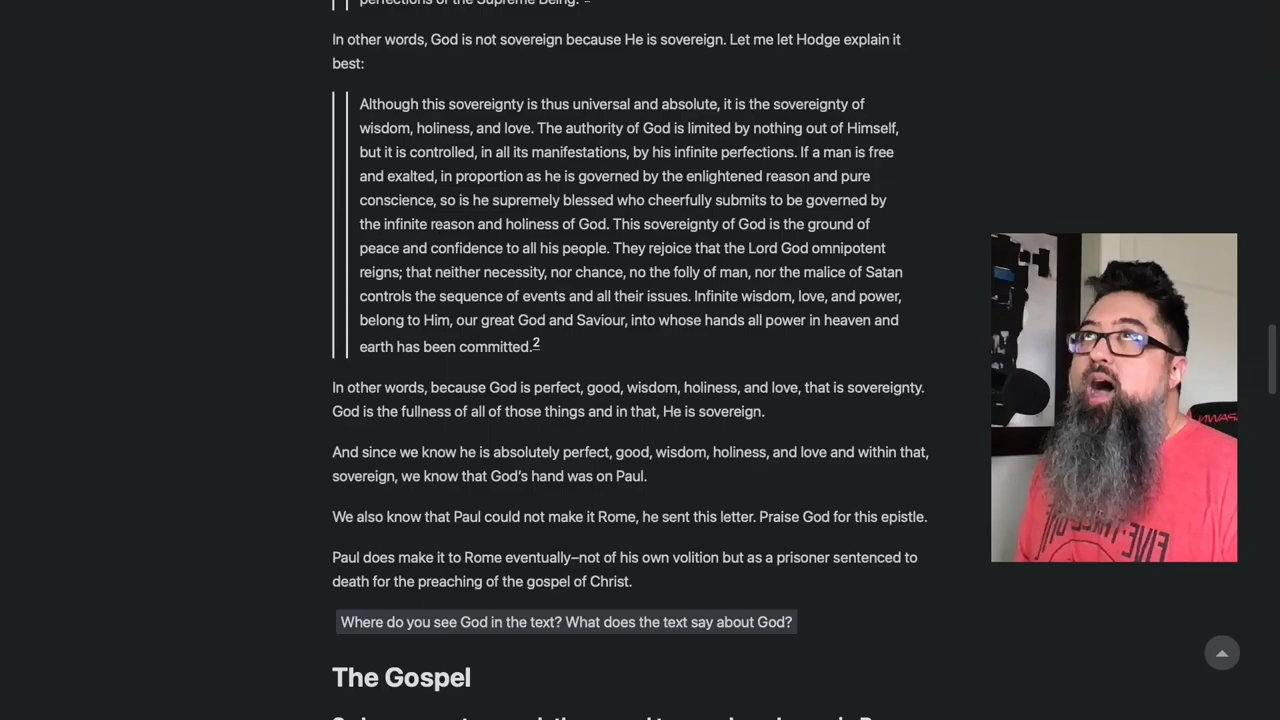 perfections of the Supreme Being.
In other words, God is not sovereign because He is sovereign. Let me let Hodge explain it
best:
Although this sovereignty is thus universal and absolute, it is the sovereignty of
wisdom, holiness, and love. The authority of God is limited by nothing out of Himself,
but it is controlled, in all its manifestations, by his infinite perfections. If a man is free
and exalted, in proportion as he is governed by the enlightened reason and pure
conscience, so is he supremely blessed who cheerfully submits to be governed by
the infinite reason and holiness of God. This sovereignty of God is the ground of
peace and confidence to all his people. They rejoice that the Lord God omnipotent
reigns; that neither necessity, nor chance, no the folly of man, nor the malice of Satan
controls the sequence of events and all their issues. Infinite wisdom, love, and power,
belong to Him, our great God and Saviour, into whose hands all power in heaven and
earth has been committed.2
In other words, because God is perfect, good, wisdom, holiness, and love, that is sovereignty.
God is the fullness of all of those things and in that, He is sovereign.
And since we know he is absolutely perfect, good, wisdom, holiness, and love and within that,
sovereign, we know that God's hand was on Paul.
We also know that Paul could not make it Rome, he sent this letter. Praise God for this epistle.
Paul does make it to Rome eventually–not of his own volition but as a prisoner sentenced to
death for the preaching of the gospel of Christ.
Where do you see God in the text? What does the text say about God?
The Gospel